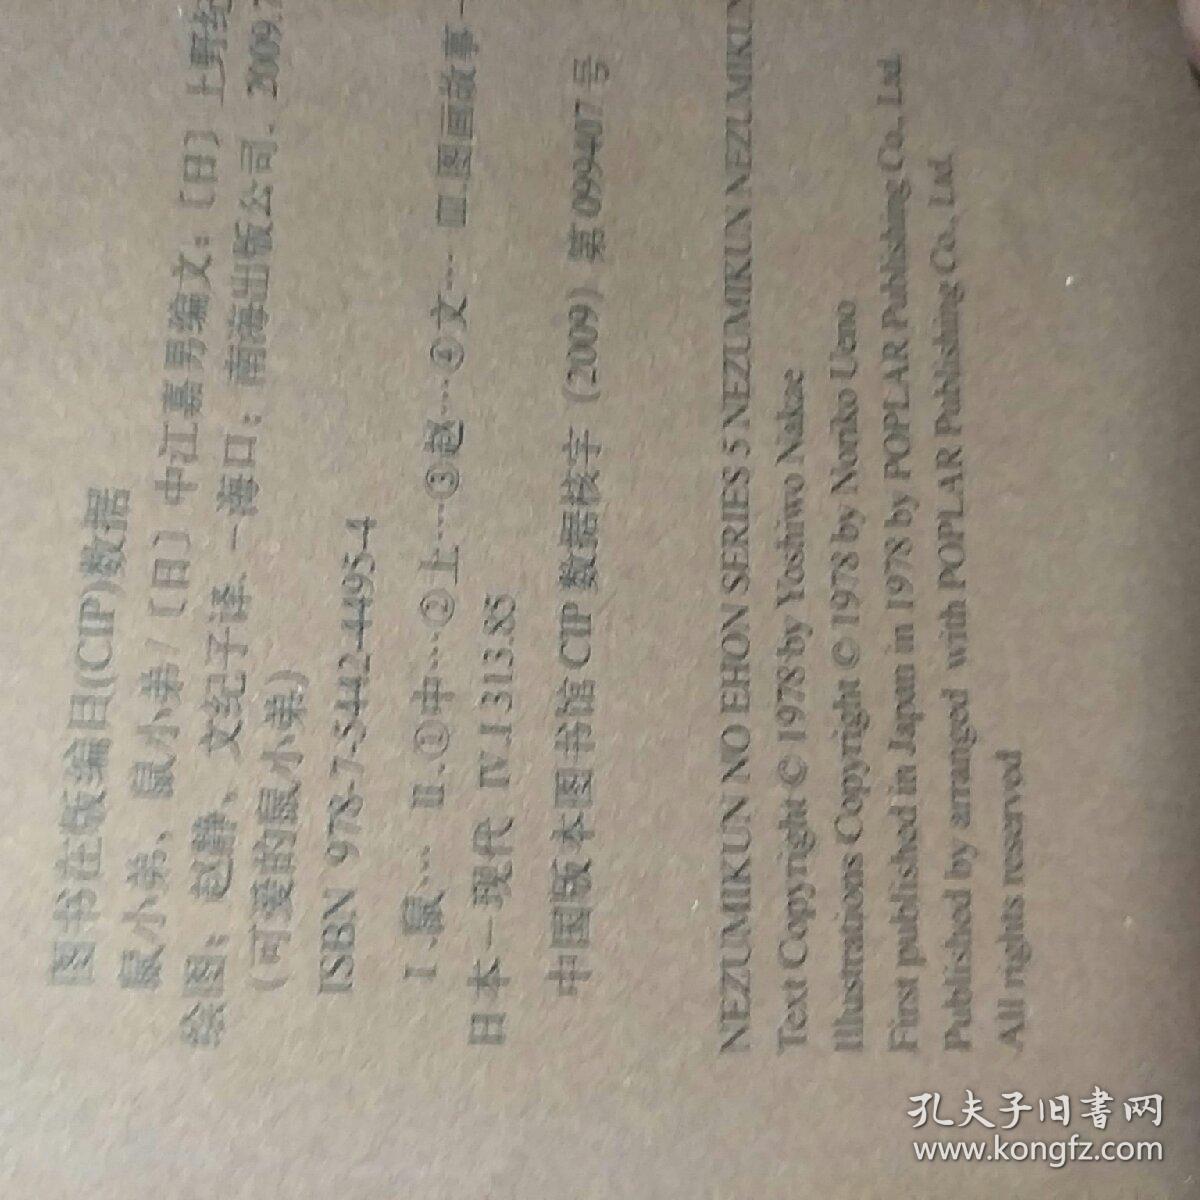 图书在版编目(CIP)数据
鼠小弟、鼠小弟/〔日〕中江嘉男编文;〔日〕上野纪
绘图;赵静、文纪子译.－海口:南海出版公司.2009.7
(可爱的鼠小弟)
ISBN 978-7-5442-4495-4
Ⅰ.鼠… Ⅱ.①中…②上…③赵…④文… Ⅲ.图画故事－
日本－现代 Ⅳ.I313.85
中国版本图书馆CIP数据核字(2009)第099407号
NEZUMIKUN NO EHON SERIES 5 NEZUMIKUN NEZUMIKUN
Text Copyright © 1978 by Yoshiwo Nakae
Illustrations Copyright © 1978 by Noriko Ueno
First published in Japan in 1978 by POPLAR Publishing Co., Ltd.
Published by arranged with POPLAR Publishing Co., Ltd.
All rights reserved
孔夫子旧書网
www.kongfz.com